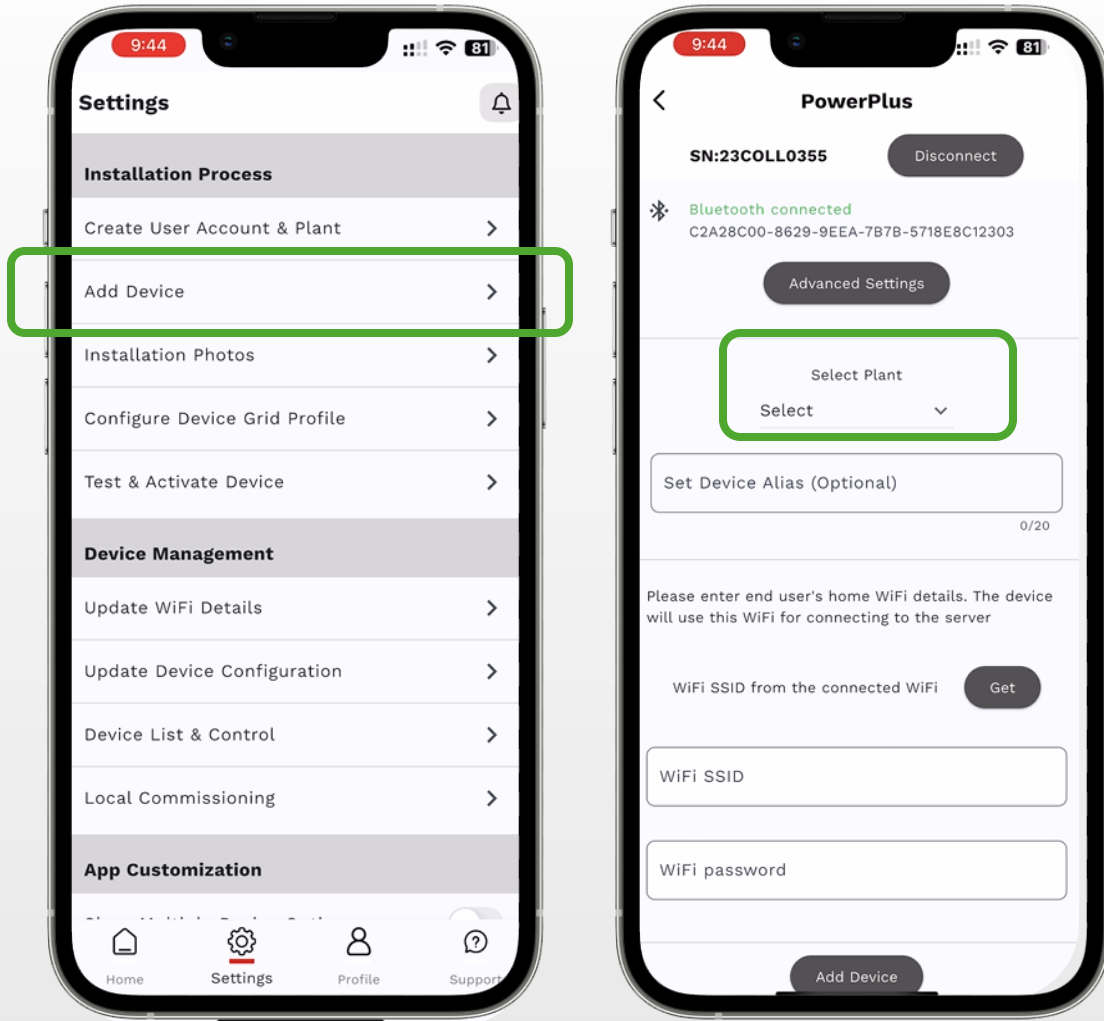 9:44
81
Settings
Installation Process
Create User Account & Plant
Add Device
Installation Photos
Configure Device Grid Profile
Test & Activate Device
Device Management
Update WiFi Details
Update Device Configuration
Device List & Control
Local Commissioning
App Customization
Home
Settings
Profile
Support
9:44
81
PowerPlus
SN:23COLL0355
Disconnect
Bluetooth connected
C2A28C00-8629-9EEA-7B7B-5718E8C12303
Advanced Settings
Select Plant
Select
Set Device Alias (Optional)
0/20
Please enter end user's home WiFi details. The device
will use this WiFi for connecting to the server
WiFi SSID from the connected WiFi
Get
WiFi SSID
WiFi password
Add Device